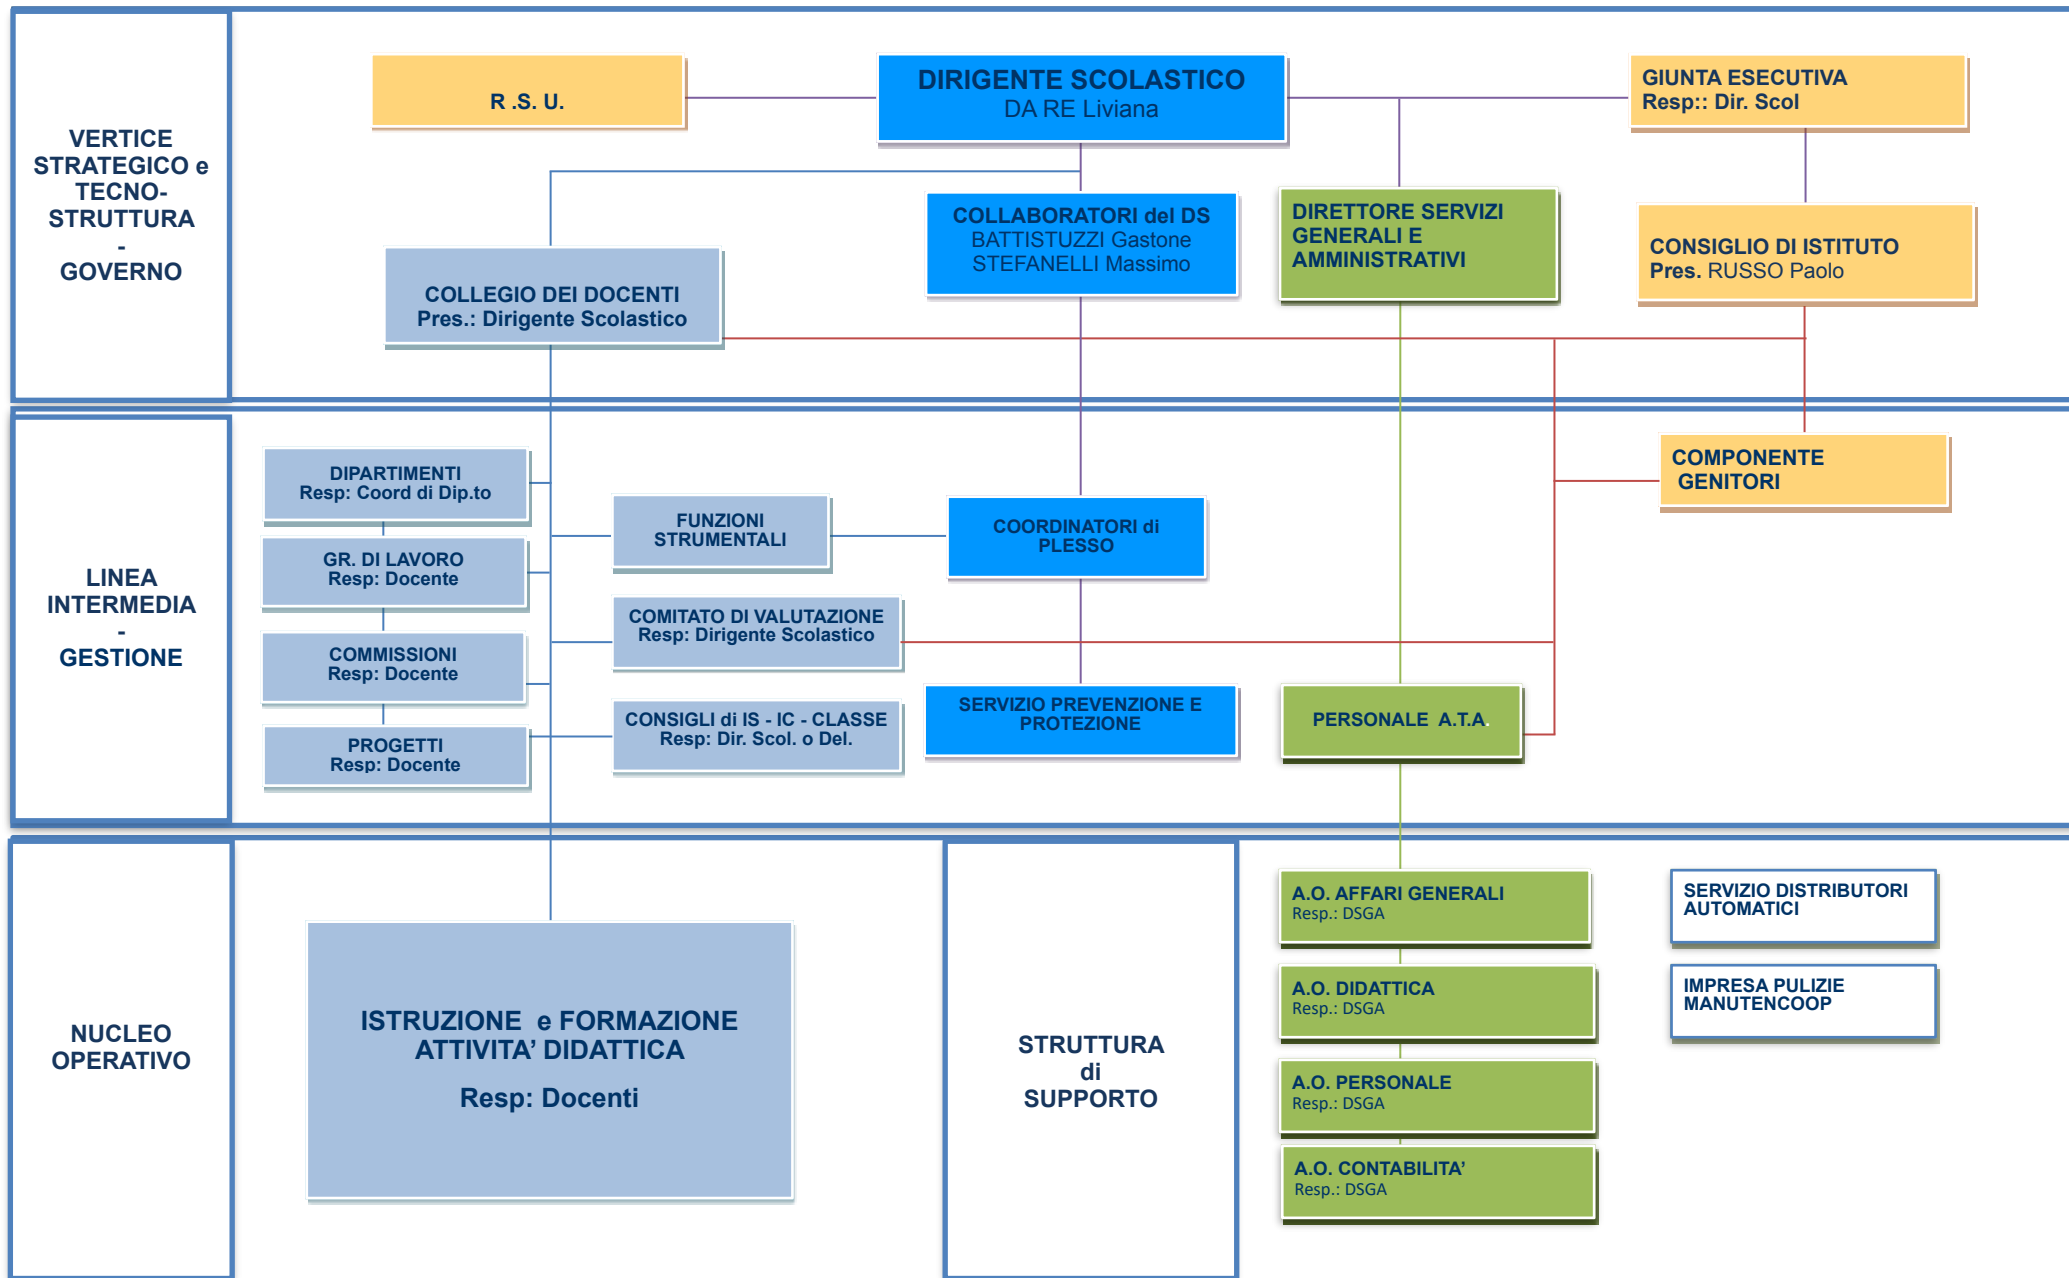 VERTICE
STRATEGICO e
TECNO-
STRUTTURA
-
GOVERNO
R .S. U.
DIRIGENTE SCOLASTICO
DA RE Liviana
GIUNTA ESECUTIVA
Resp:: Dir. Scol
COLLEGIO DEI DOCENTI
Pres.: Dirigente Scolastico
COLLABORATORI del DS
BATTISTUZZI Gastone
STEFANELLI Massimo
DIRETTORE SERVIZI
GENERALI E
AMMINISTRATIVI
CONSIGLIO DI ISTITUTO
Pres. RUSSO Paolo
LINEA
INTERMEDIA
-
GESTIONE
DIPARTIMENTI
Resp: Coord di Dip.to
GR. DI LAVORO
Resp: Docente
COMMISSIONI
Resp: Docente
PROGETTI
Resp: Docente
FUNZIONI
STRUMENTALI
COMITATO DI VALUTAZIONE
Resp: Dirigente Scolastico
CONSIGLI di IS - IC - CLASSE
Resp: Dir. Scol. o Del.
COORDINATORI di
PLESSO
SERVIZIO PREVENZIONE E
PROTEZIONE
PERSONALE A.T.A.
COMPONENTE
GENITORI
NUCLEO
OPERATIVO
ISTRUZIONE e FORMAZIONE
ATTIVITA’ DIDATTICA
Resp: Docenti
STRUTTURA
di
SUPPORTO
A.O. AFFARI GENERALI
Resp.: DSGA
A.O. DIDATTICA
Resp.: DSGA
A.O. PERSONALE
Resp.: DSGA
A.O. CONTABILITA’
Resp.: DSGA
SERVIZIO DISTRIBUTORI
AUTOMATICI
IMPRESA PULIZIE
MANUTENCOOP